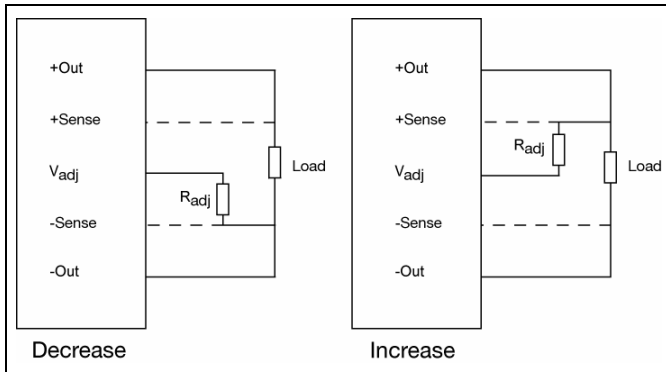 +Out
+Sense
Vadj
Radj
-Sense
-Out
Load
Decrease
+Out
+Sense
Radj
Vadj
-Sense
-Out
Load
Increase